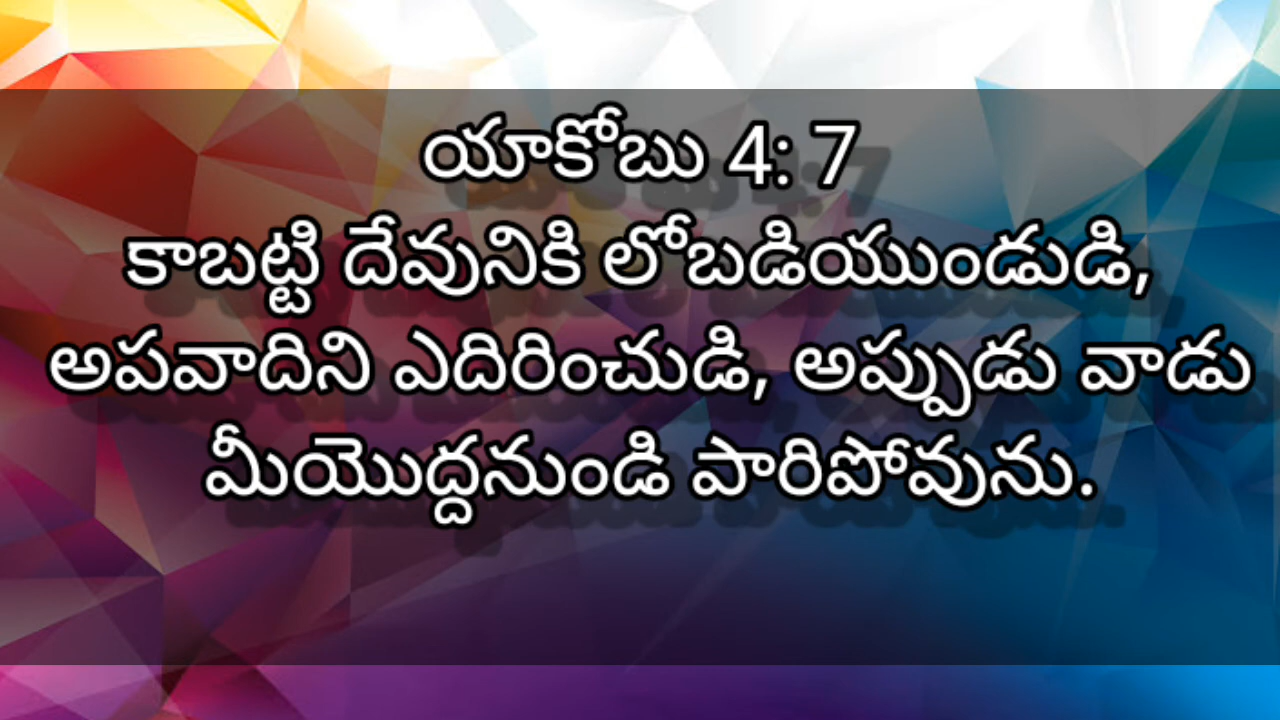 యాకోబు 4: 7
కాబట్టి దేవునికి లోబడియుండుడి,
అపవాదిని ఎదిరించుడి, అప్పుడు వాడు
మీయొద్దనుండి పారిపోవును.